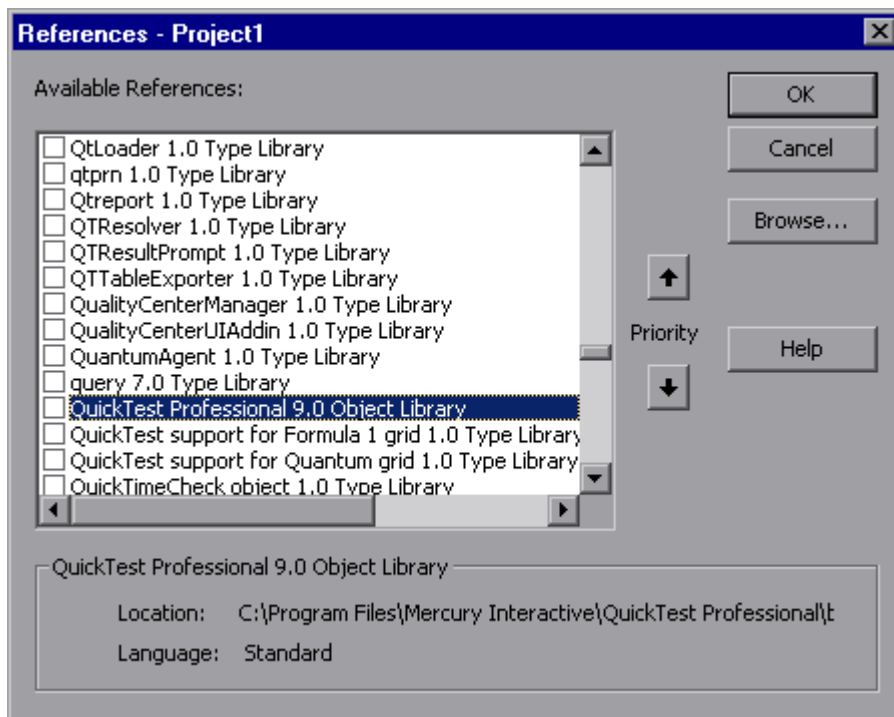 References - Project1
Available References:
QtLoader 1.0 Type Library
qtprn 1.0 Type Library
Qtreport 1.0 Type Library
QTResolver 1.0 Type Library
QTResultPrompt 1.0 Type Library
QTTableExporter 1.0 Type Library
QualityCenterManager 1.0 Type Library
QualityCenterUIAddin 1.0 Type Library
QuantumAgent 1.0 Type Library
query 7.0 Type Library
QuickTest Professional 9.0 Object Library
QuickTest support for Formula 1 grid 1.0 Type Library
QuickTest support for Quantum grid 1.0 Type Library
QuickTimeCheck object 1.0 Type Library
Priority
OK
Cancel
Browse...
Help
QuickTest Professional 9.0 Object Library
Location: C:\Program Files\Mercury Interactive\QuickTest Professional\t
Language: Standard